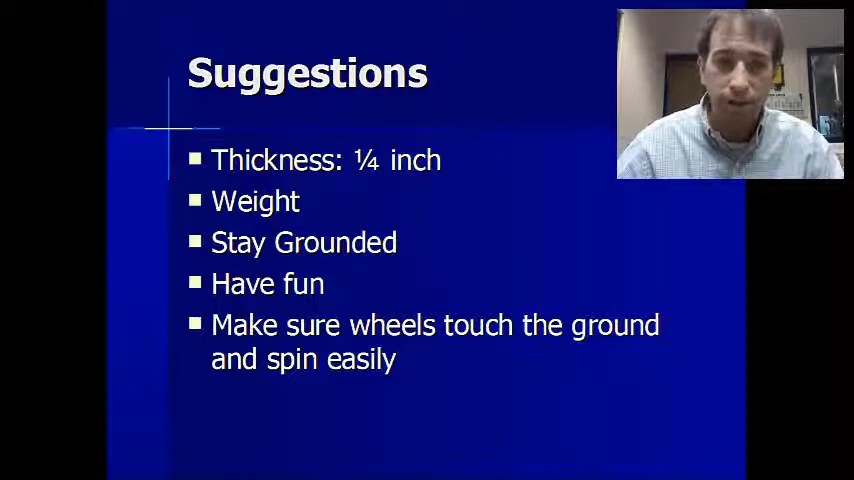 Suggestions
Thickness: ¼ inch
Weight
Stay Grounded
Have fun
Make sure wheels touch the ground
and spin easily